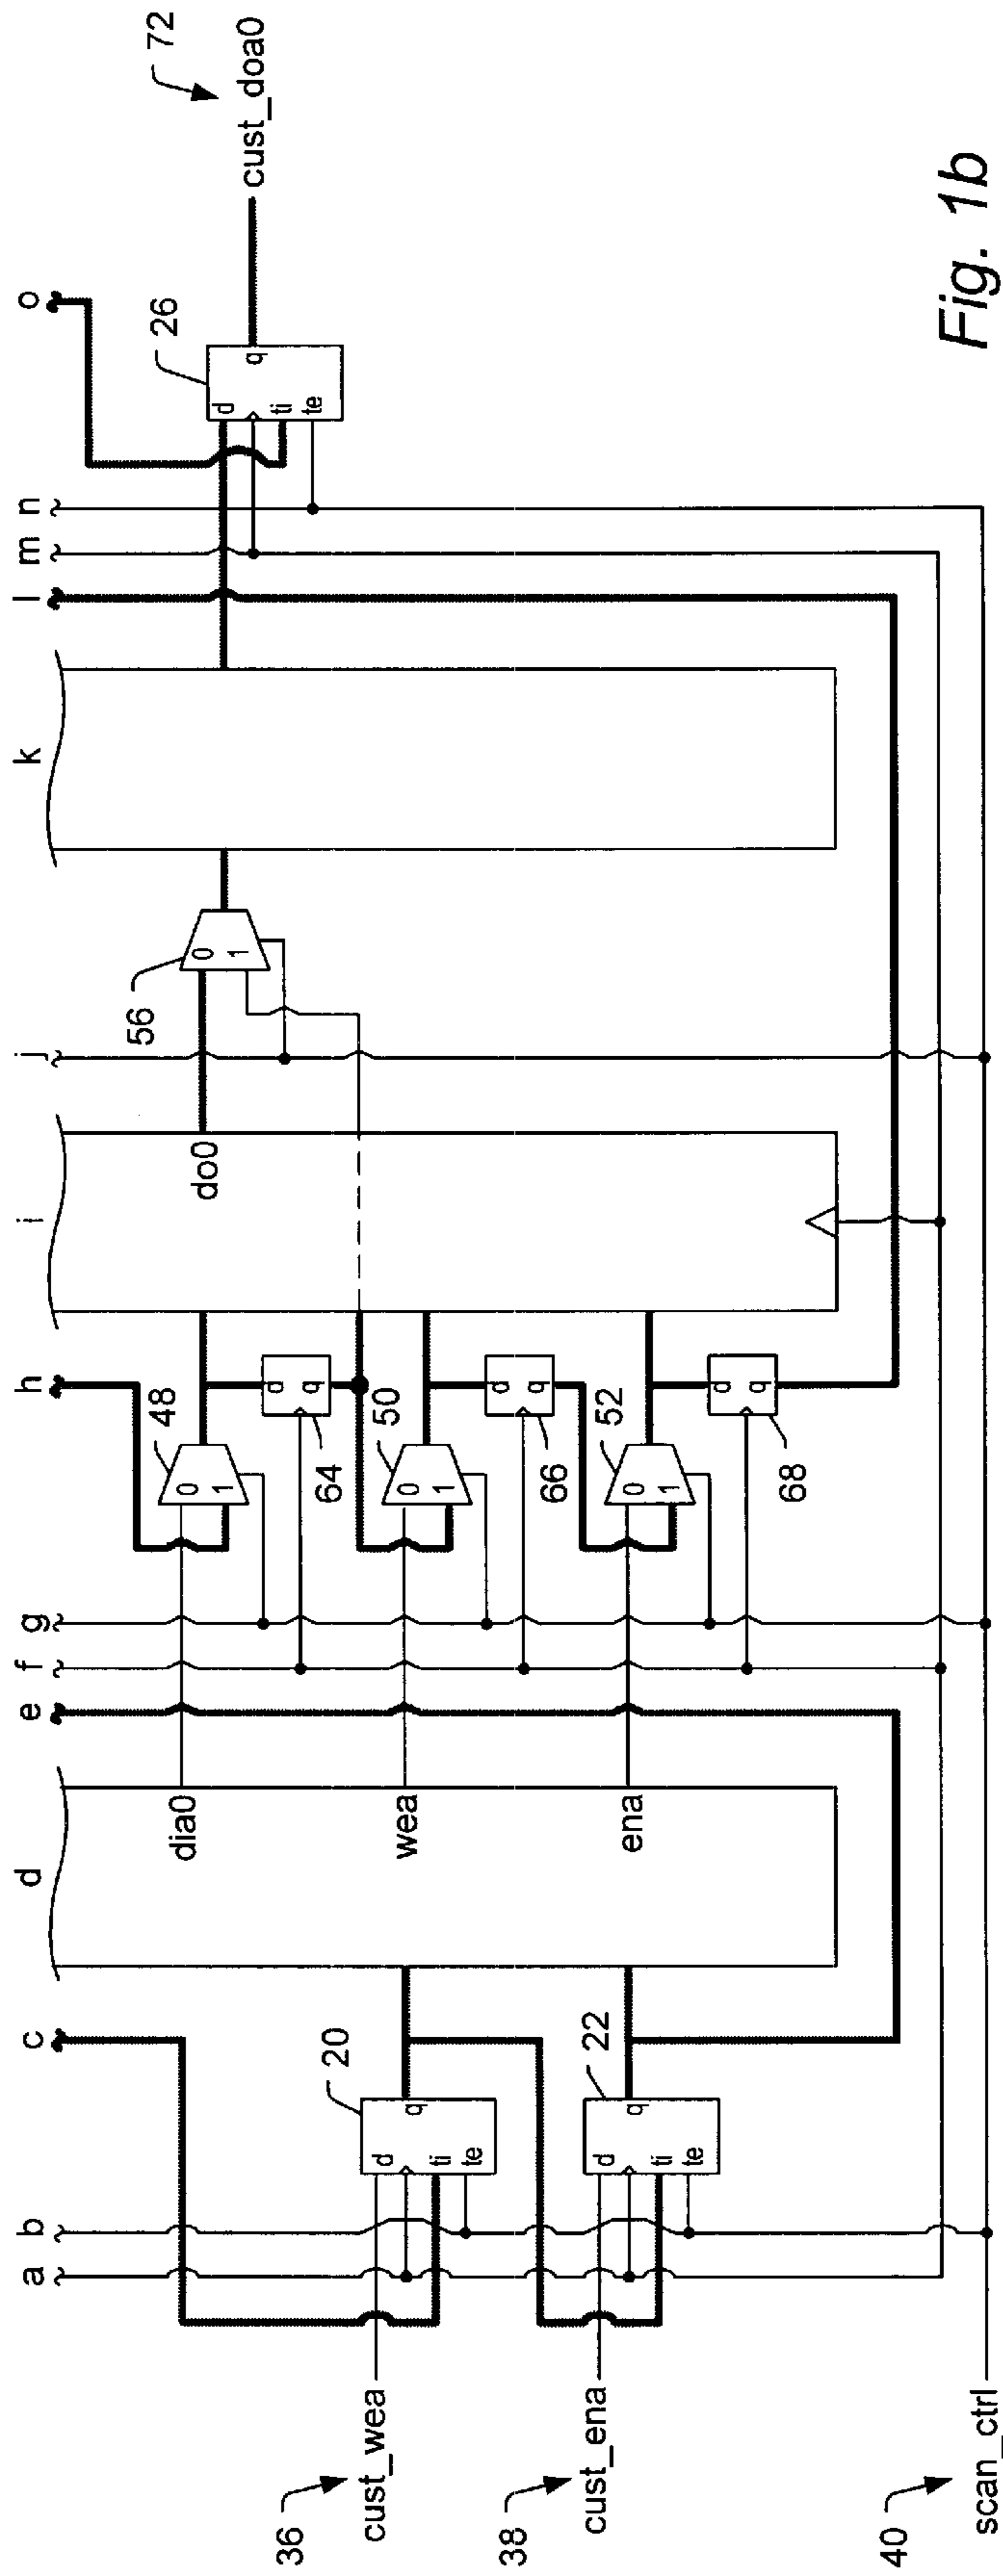 a b c d e f g h i j k l m n o
36
cust_wea
38
cust_ena
40
scan_ctrl
20
d
q
ti
te
22
d
q
ti
te
dia0
wea
ena
48
0
1
64
d
q
50
0
1
66
d
q
52
0
1
68
d
q
do0
56
0
1
26
d
q
ti
te
72
cust_doa0
Fig. 1b